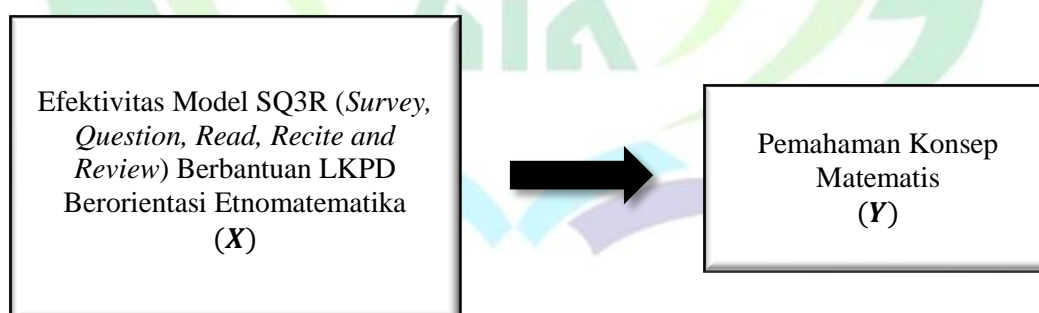 Efektivitas Model SQ3R (Survey,
Question, Read, Recite and
Review) Berbantuan LKPD
Berorientasi Etnomatematika
(X)
Pemahaman Konsep
Matematis
(Y)